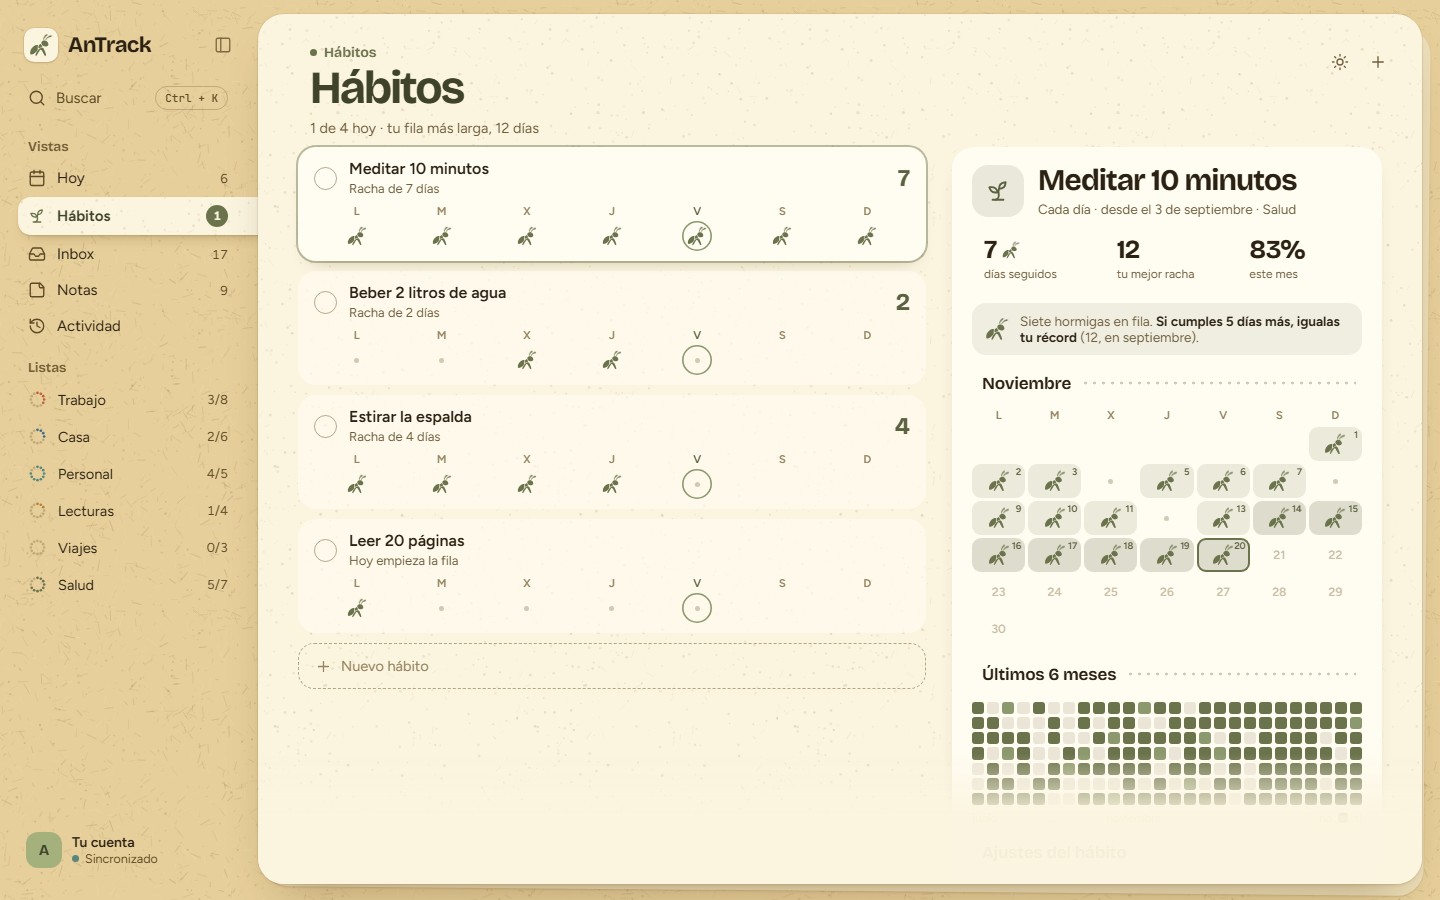 AnTrack
Buscar
Ctrl + K
Vistas
Hoy 6
Hábitos 1
Inbox 17
Notas 9
Actividad
Listas
Trabajo 3/8
Casa 2/6
Personal 4/5
Lecturas 1/4
Viajes 0/3
Salud 5/7
A
Tu cuenta
Sincronizado
Hábitos
Hábitos
1 de 4 hoy · tu fila más larga, 12 días
Meditar 10 minutos
Racha de 7 días
7
L M X J V S D
Beber 2 litros de agua
Racha de 2 días
2
L M X J V S D
Estirar la espalda
Racha de 4 días
4
L M X J V S D
Leer 20 páginas
Hoy empieza la fila
L M X J V S D
Nuevo hábito
Meditar 10 minutos
Cada día · desde el 3 de septiembre · Salud
7 12 83%
días seguidos tu mejor racha este mes
Siete hormigas en fila. Si cumples 5 días más, igualas
tu récord (12, en septiembre).
Noviembre
L M X J V S D
1
2 3 5 6 7
9 10 11 13 14 15
16 17 18 19 20 21 22
23 24 25 26 27 28 29
30
Últimos 6 meses
Ajustes del hábito